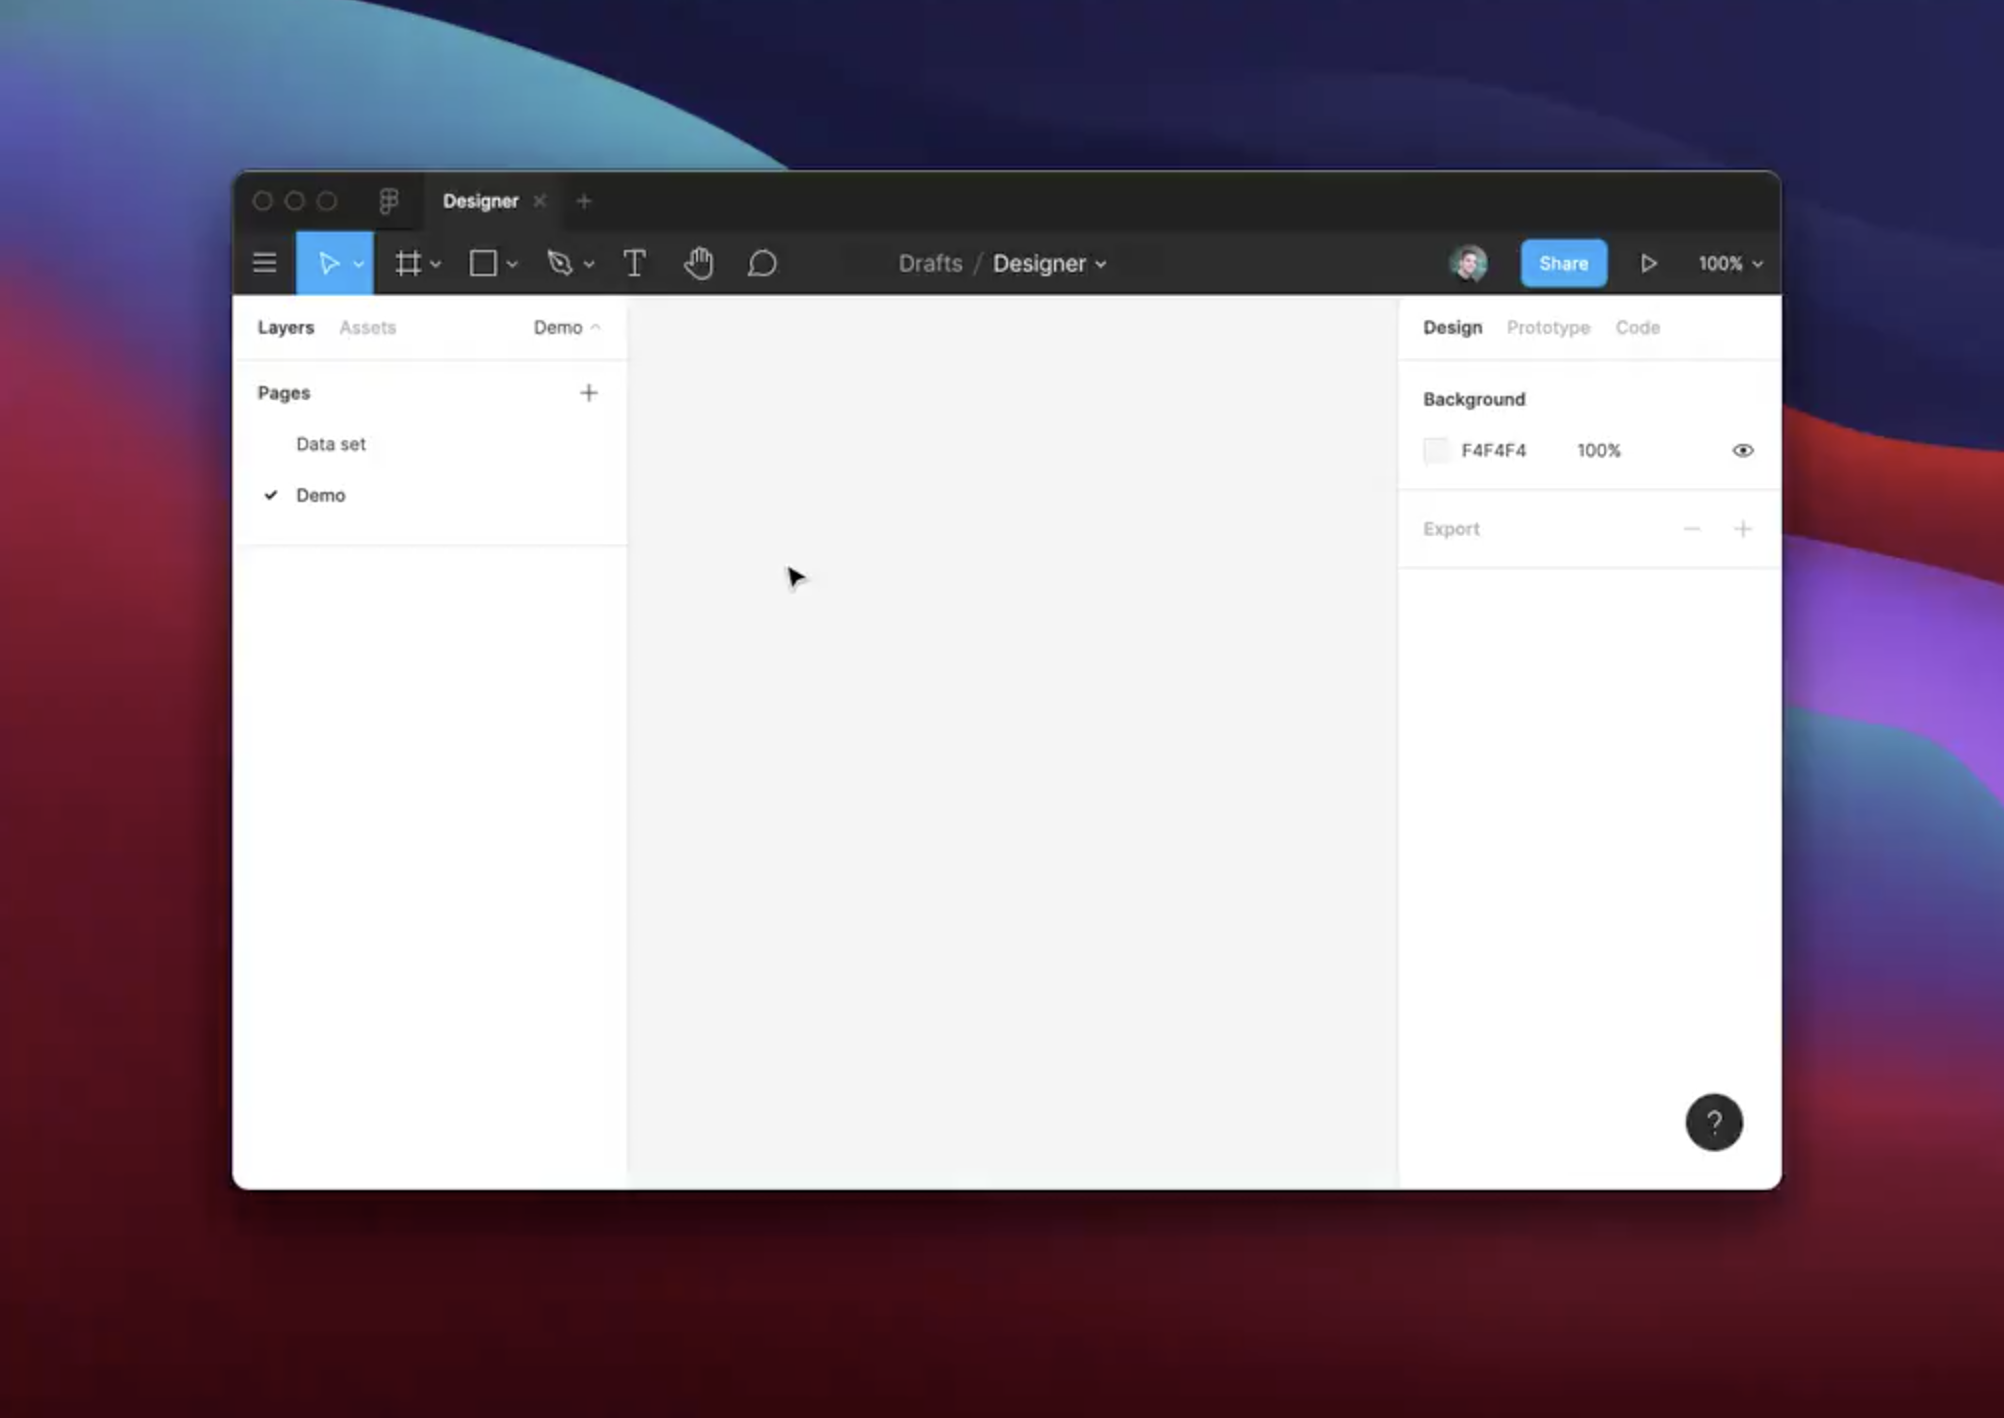 Designer
Drafts / Designer
Share
100%
Layers Assets Demo
Pages
Data set
Demo
Design Prototype Code
Background
F4F4F4 100%
Export
?